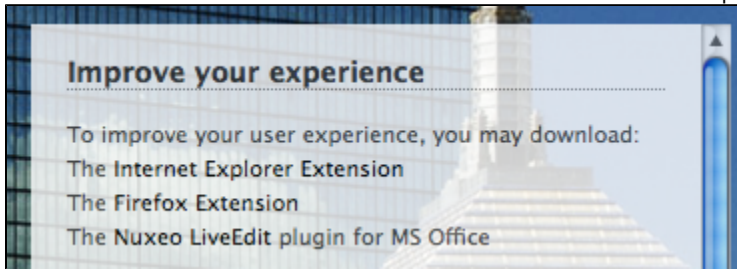 Improve your experience
To improve your user experience, you may download:
The Internet Explorer Extension
The Firefox Extension
The Nuxeo LiveEdit plugin for MS Office